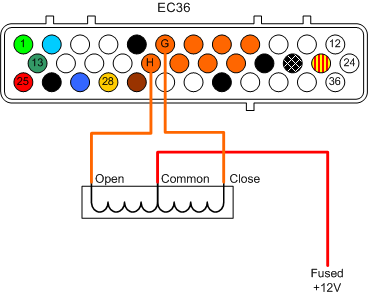 EC36
1 G 12
13 H 24
25 28 36
Open Common Close
Fused
+12V